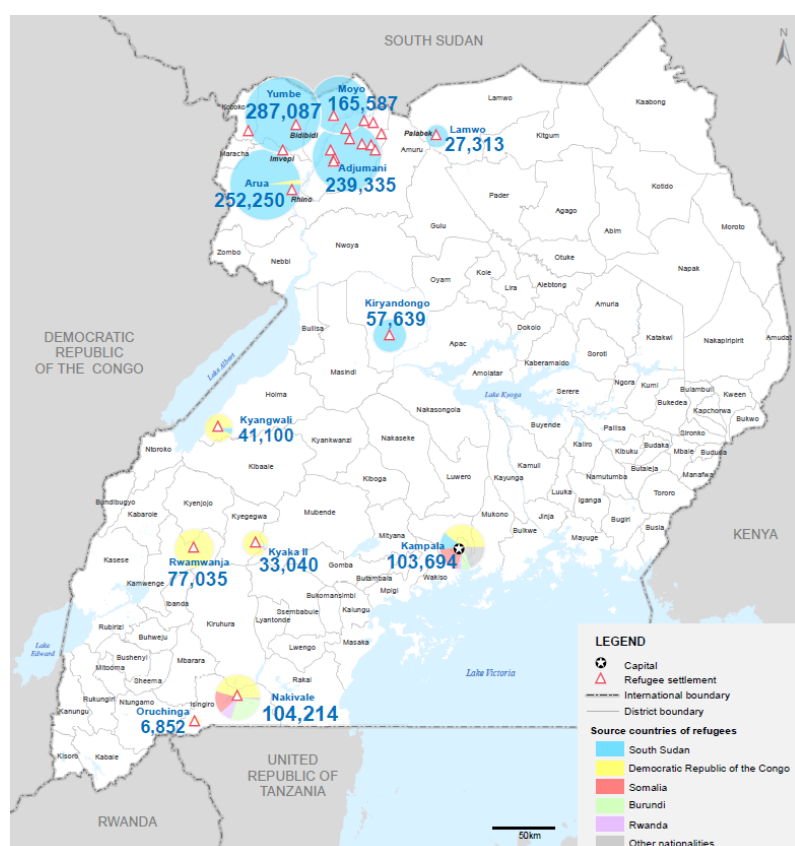 SOUTH SUDAN
N
Yumbe
287,087
Bidibidi
Moyo
165,587
Koboko
Lamwo
Kaabong
Palabek
Lamwo
27,313
Kitgum
Maracha
Imvepi
Amuru
Adjumani
239,335
Arua
252,250
Rhino
Pader
Kotido
Agago
Abim
Moroto
Gulu
Zombo
Nebbi
Nwoya
Otuke
Napak
Oyam
Kole
Lira
Alebtong
Kiryandongo
57,639
Amuria
DEMOCRATIC
REPUBLIC
OF THE CONGO
Buliisa
Masindi
Apac
Dokolo
Kaberamaido
Soroti
Katakwi
Nakapiripirit
Amudat
Lake Albert
Amolatar
Hoima
Lake Kyoga
Serere
Ngora
Kumi
Bulambuli
Kween
Bukedea
Kapchorwa
Bukwo
Kyangwali
41,100
Nakasongola
Buyende
Pallisa
Sironko
Kyankwanzi
Nakaseke
Kaliro
Kibuku
Budaka
Mbale
Bududa
Ntoroko
Kibaale
Kamuli
Butaleja
Manafwa
Kiboga
Luwero
Kayunga
Namutumba
Bundibugyo
Luuka
Iganga
Tororo
Kabarole
Kyenjojo
Kyegegwa
Mubende
Mukono
Jinja
Bugiri
Busia
Mityana
Buikwe
Mayuge
KENYA
Kasese
Rwamwanja
77,035
Kyaka II
33,040
Kampala
103,694
Gomba
Butambala
Wakiso
Mpigi
Kamwenge
Bukomansimbi
Ibanda
Ssembabule
Kalungu
Kiruhura
Lyantonde
Rubirizi
Buhweju
Lwengo
Masaka
Lake
Edward
Bushenyi
Mbarara
Mitooma
Sheema
Rakai
Lake Victoria
Rukungiri
Ntungamo
Isingiro
Nakivale
104,214
Kanungu
Oruchinga
6,852
Kisoro
Kabale
UNITED
REPUBLIC OF
TANZANIA
RWANDA
50km
LEGEND
Capital
Refugee settlement
International boundary
District boundary
Source countries of refugees
South Sudan
Democratic Republic of the Congo
Somalia
Burundi
Rwanda
Other nationalities